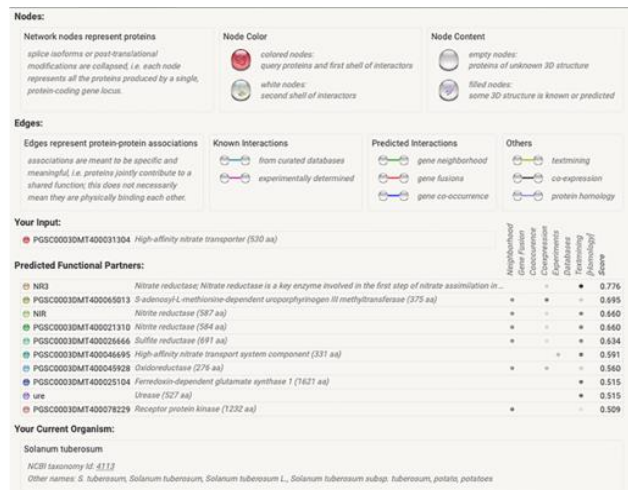 Nodes:
Network nodes represent proteins
splice isoforms or post-translational
modifications are collapsed, i.e. each node
represents all the proteins produced by a single,
protein-coding gene locus.
Node Color
colored nodes:
query proteins and first shell of interactors
white nodes:
second shell of interactors
Node Content
empty nodes:
proteins of unknown 3D structure
filled nodes:
some 3D structure is known or predicted
Edges:
Edges represent protein-protein associations
associations are meant to be specific and
meaningful, i.e. proteins jointly contribute to a
shared function; this does not necessarily
mean they are physically binding each other.
Known Interactions
from curated databases
experimentally determined
Predicted Interactions
gene neighborhood
gene fusions
gene co-occurrence
Others
textmining
co-expression
protein homology
Your Input:
PGSC0003DMT400031304 High-affinity nitrate transporter (530 aa)
Neighborhood
Gene Fusion
Cooccurence
Coexpression
Experiments
Databases
Textmining
[Homology]
Score
Predicted Functional Partners:
NR3 Nitrate reductase; Nitrate reductase is a key enzyme involved in the first step of nitrate assimilation in... 0.776
PGSC0003DMT400065013 S-adenosyl-L-methionine-dependent uroporphyrinogen III methyltransferase (375 aa) 0.695
NIR Nitrite reductase (587 aa) 0.660
PGSC0003DMT400021310 Nitrite reductase (584 aa) 0.660
PGSC0003DMT400026666 Sulfite reductase (691 aa) 0.634
PGSC0003DMT400046695 High-affinity nitrate transport system component (331 aa) 0.591
PGSC0003DMT400045928 Oxidoreductase (276 aa) 0.560
PGSC0003DMT400025104 Ferredoxin-dependent glutamate synthase 1 (1621 aa) 0.515
ure Urease (527 aa) 0.515
PGSC0003DMT400078229 Receptor protein kinase (1232 aa) 0.509
Your Current Organism:
Solanum tuberosum
NCBI taxonomy Id: 4113
Other names: S. tuberosum, Solanum tuberosum, Solanum tuberosum L., Solanum tuberosum subsp. tuberosum, potato, potatoes